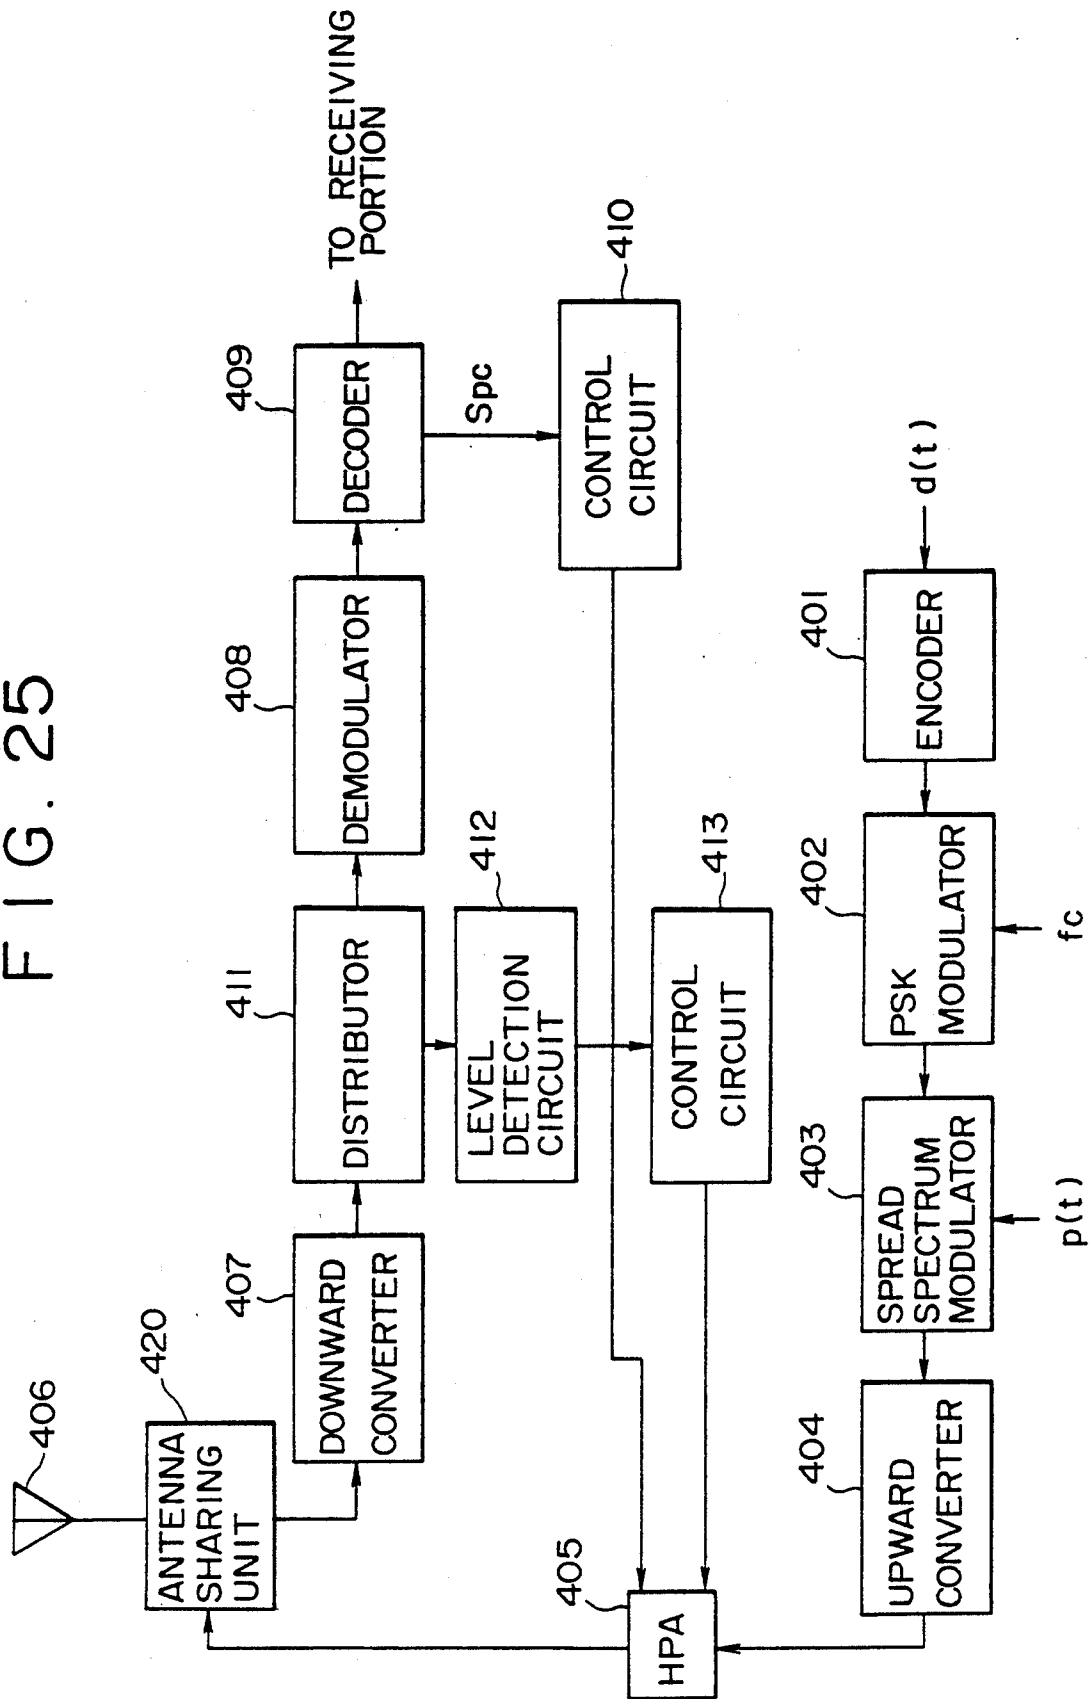 FIG. 25
406
ANTENNA
SHARING
UNIT
420
DOWNWARD
CONVERTER
407
DISTRIBUTOR
411
DEMODULATOR
408
DECODER
409
TO RECEIVING
PORTION
LEVEL
DETECTION
CIRCUIT
412
Spc
CONTROL
CIRCUIT
410
CONTROL
CIRCUIT
413
HPA
405
UPWARD
CONVERTER
404
SPREAD
SPECTRUM
MODULATOR
403
p(t)
PSK
MODULATOR
402
fc
ENCODER
401
d(t)